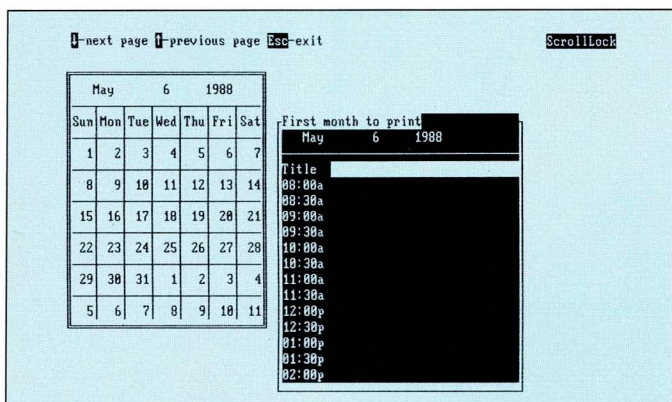 ↓-next page ↑-previous page Esc-exit ScrollLock
May 6 1988
Sun Mon Tue Wed Thu Fri Sat
1 2 3 4 5 6 7
8 9 10 11 12 13 14
15 16 17 18 19 20 21
22 23 24 25 26 27 28
29 30 31 1 2 3 4
5 6 7 8 9 10 11
First month to print
May 6 1988
Title
08:00a
08:30a
09:00a
09:30a
10:00a
10:30a
11:00a
11:30a
12:00p
12:30p
01:00p
01:30p
02:00p